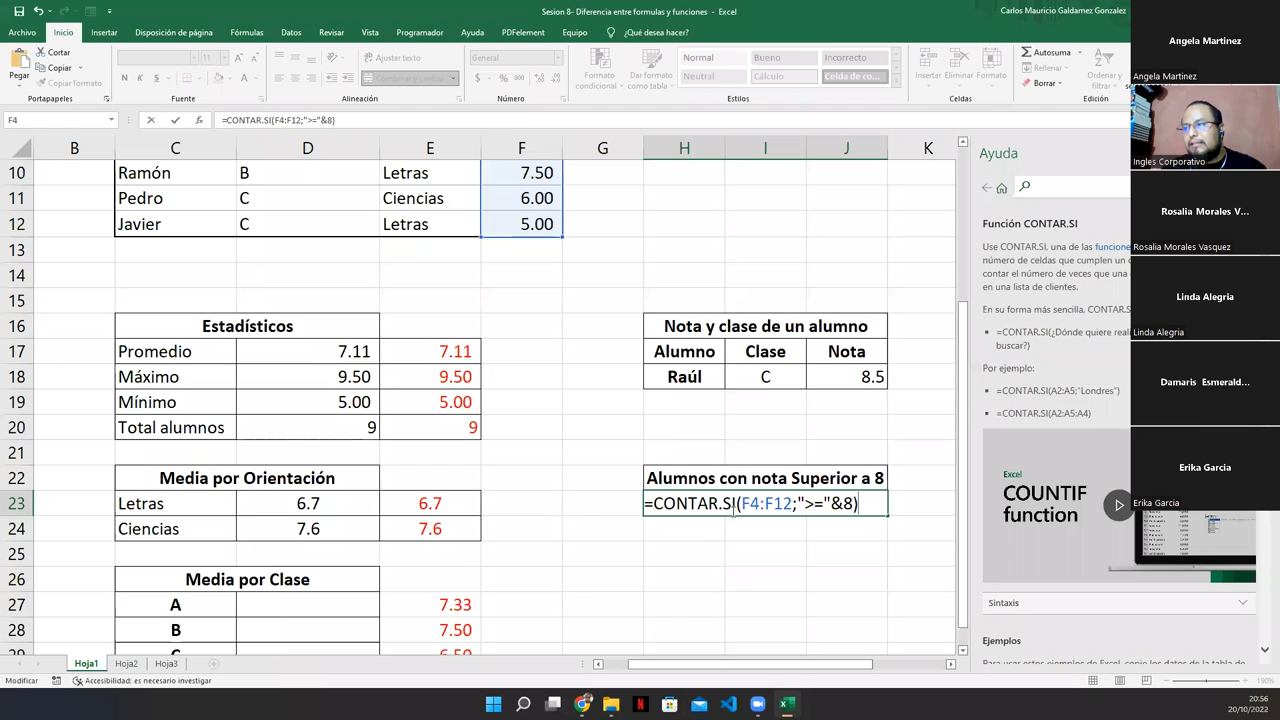 Sesion 8- Diferencia entre formulas y funciones - Excel
Carlos Mauricio Galdamez Gonzalez
Archivo Inicio Insertar Disposición de página Fórmulas Datos Revisar Vista Programador Ayuda PDFelement Equipo ¿Qué desea hacer?
Pegar
Cortar
Copiar
Copiar formato
Portapapeles
11
N
Fuente
Ajustar texto
Combinar y centrar
Alineación
General
Número
Formato condicional
Dar formato como tabla
Normal Bueno Incorrecto
Neutral Cálculo Celda de co...
Estilos
Insertar Eliminar Formato
Celdas
Autosuma
Rellenar
Borrar
Ordenar y filtrar
Edición
F4 fx =CONTAR.SI(F4:F12;">="&8)
B C D E F G H I J K
10 Ramón B Letras 7.50
11 Pedro C Ciencias 6.00
12 Javier C Letras 5.00
13
14
15
16 Estadísticos Nota y clase de un alumno
17 Promedio 7.11 7.11 Alumno Clase Nota
18 Máximo 9.50 9.50 Raúl C 8.5
19 Mínimo 5.00 5.00
20 Total alumnos 9 9
21
22 Media por Orientación Alumnos con nota Superior a 8
23 Letras 6.7 6.7 =CONTAR.SI(F4:F12;">="&8)
24 Ciencias 7.6 7.6
25
26 Media por Clase
27 A 7.33
28 B 7.50
Hoja1 Hoja2 Hoja3
Modificar Accesibilidad: es necesario investigar
190%
Ayuda
Función CONTAR.SI
Use CONTAR.SI, una de las funcione
número de celdas que cumplen un c
contar el número de veces que una
en una lista de clientes.
En su forma más sencilla, CONTAR.S
=CONTAR.SI(¿Dónde quiere reali
buscar?)
Por ejemplo:
=CONTAR.SI(A2:A5;"Londres")
=CONTAR.SI(A2:A5;A4)
Excel
COUNTIF
function
Sintaxis
Ejemplos
Angela Martinez
Angela Martinez
Ingles Corporativo
Rosalia Morales V...
Rosalia Morales Vasquez
Linda Alegria
Linda Alegria
Damaris Esmerald...
Erika Garcia
Erika Garcia
20:56
20/10/2022